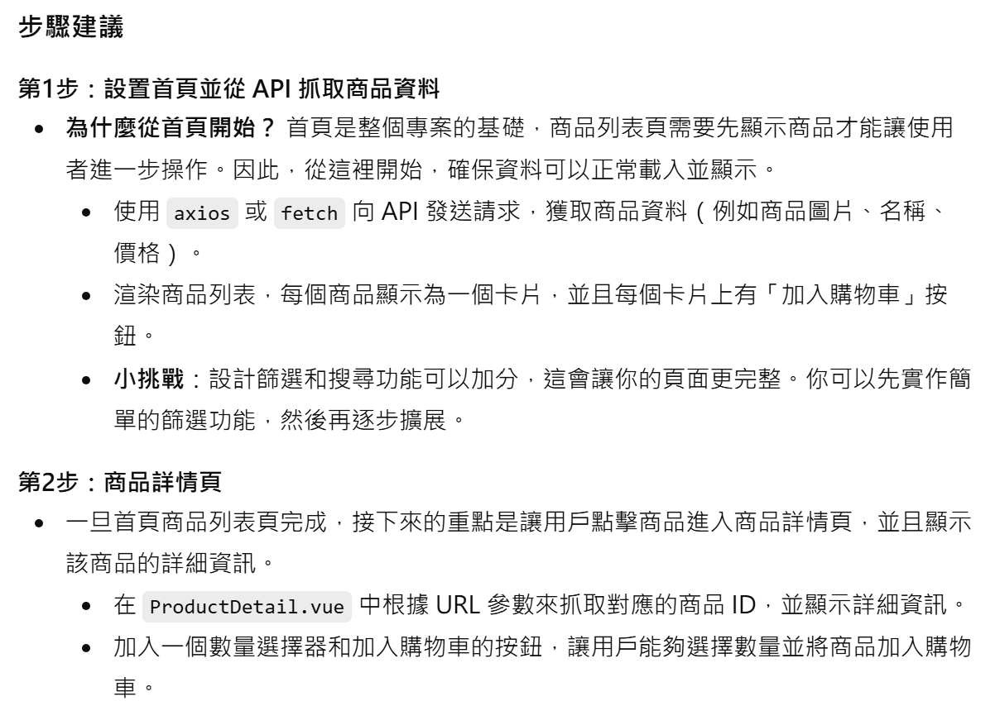 步驟建議
第1步：設置首頁並從 API 抓取商品資料
• 為什麼從首頁開始？ 首頁是整個專案的基礎，商品列表頁需要先顯示商品才能讓使用
者進一步操作。因此，從這裡開始，確保資料可以正常載入並顯示。
• 使用 axios 或 fetch 向 API 發送請求，獲取商品資料（例如商品圖片、名稱、
價格）。
• 渲染商品列表，每個商品顯示為一個卡片，並且每個卡片上有「加入購物車」按
鈕。
• 小挑戰：設計篩選和搜尋功能可以加分，這會讓你的頁面更完整。你可以先實作簡
單的篩選功能，然後再逐步擴展。
第2步：商品詳情頁
• 一旦首頁商品列表頁完成，接下來的重點是讓用戶點擊商品進入商品詳情頁，並且顯示
該商品的詳細資訊。
• 在 ProductDetail.vue 中根據 URL 參數來抓取對應的商品 ID，並顯示詳細資訊。
• 加入一個數量選擇器和加入購物車的按鈕，讓用戶能夠選擇數量並將商品加入購物
車。